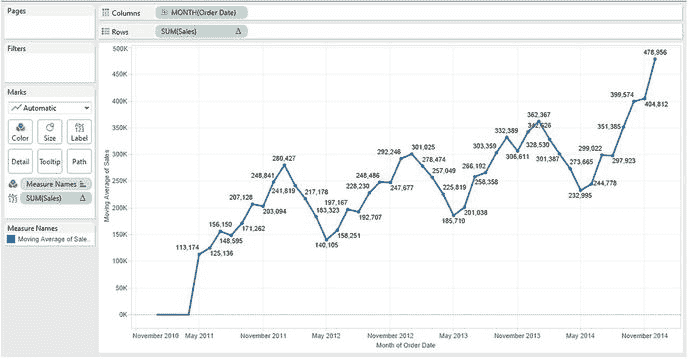 Pages
Columns
MONTH(Order Date)
Rows
SUM(Sales)
Filters
Marks
Automatic
Color
Size
Label
Detail
Tooltip
Path
Measure Names
SUM(Sales)
Measure Names
Moving Average of Sale..
Moving Average of Sales
500K
450K
400K
350K
300K
250K
200K
150K
100K
50K
0K
113,174
125,136
156,150
148,595
171,262
207,128
203,094
248,841
280,427
241,819
217,178
183,323
140,105
158,251
197,167
192,707
228,230
248,486
247,677
292,246
301,025
278,474
257,049
225,819
185,710
201,038
266,192
258,358
303,359
332,389
306,611
342,626
362,367
328,530
301,387
273,665
232,995
244,778
299,022
297,923
351,385
399,574
404,812
478,956
November 2010
May 2011
November 2011
May 2012
November 2012
May 2013
November 2013
May 2014
November 2014
Month of Order Date